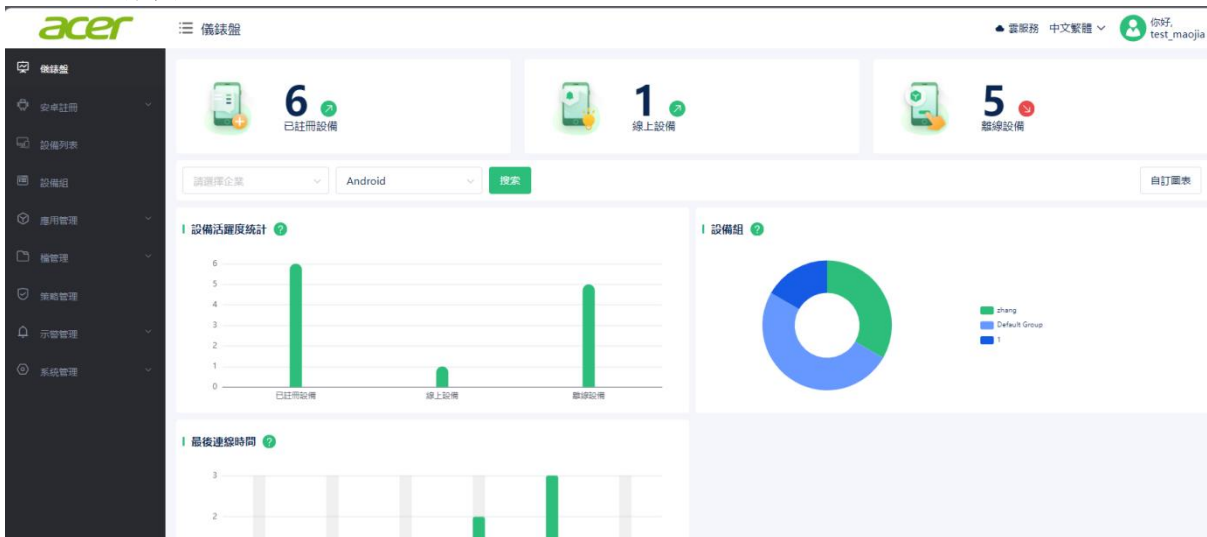 acer
儀錶盤
雲服務
中文繁體
你好,
test_maojia
儀錶盤
安卓註冊
設備列表
設備組
應用管理
檔管理
策略管理
示警管理
系統管理
6
已註冊設備
1
線上設備
5
離線設備
請選擇企業
Android
搜索
自訂圖表
設備活躍度統計
?
6
5
4
3
2
1
0
已註冊設備
線上設備
離線設備
設備組
?
zhang
Default Group
1
最後連線時間
?
3
2